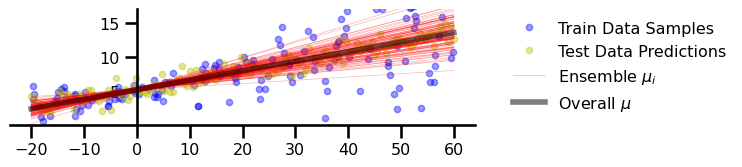 15
10
5
−20 −10 0 10 20 30 40 50 60
Train Data Samples
Test Data Predictions
Ensemble μi
Overall μ